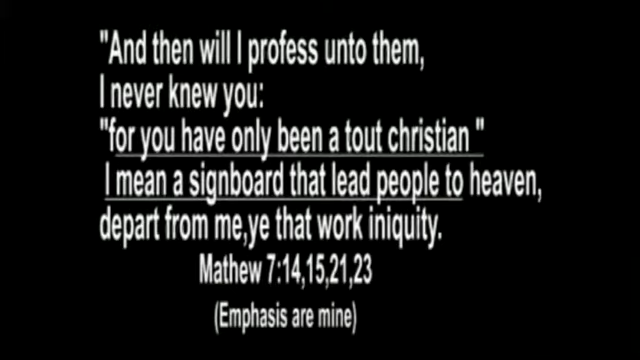 "And then will I profess unto them,
I never knew you:
"for you have only been a tout christian "
I mean a signboard that lead people to heaven,
depart from me,ye that work iniquity.
Mathew 7:14,15,21,23
(Emphasis are mine)